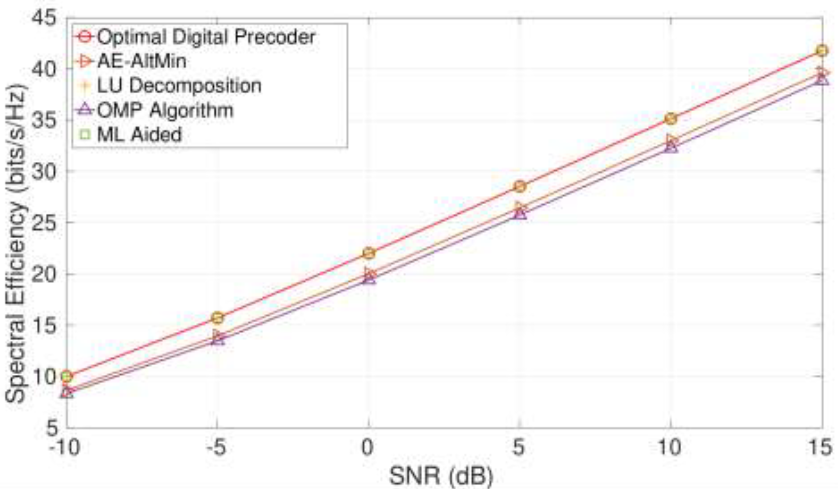 45
40
35
30
25
20
15
10
5
Spectral Efficiency (bits/s/Hz)
Optimal Digital Precoder
AE-AltMin
LU Decomposition
OMP Algorithm
ML Aided
-10 -5 0 5 10 15
SNR (dB)